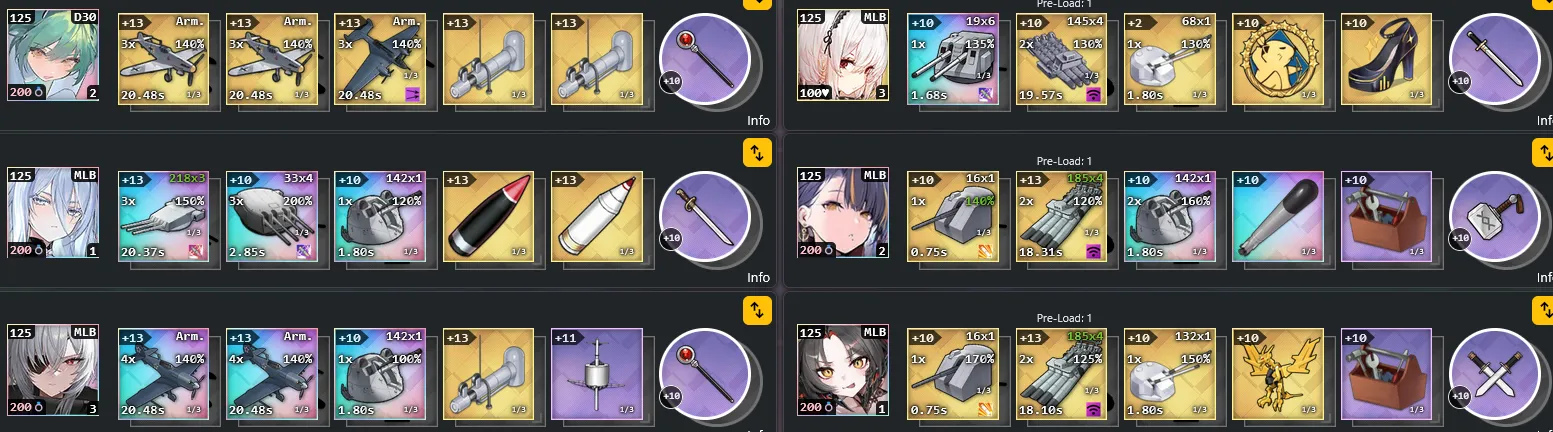 Pre-Load: 1
125 D30 +13 Arm. +13 Arm. +13 Arm. +13 +13
3x 140% 3x 140% 3x 140%
200 2 20.48s 1/3 20.48s 1/3 20.48s 1/3 1/3 1/3 +10
Info
125 MLB +10 19x6 +10 145x4 +2 68x1 +10 +10
1x 135% 2x 130% 1x 130%
100♥ 3 1.68s 1/3 19.57s 1/3 1.80s 1/3 1/3 1/3 +10
Inf
125 MLB +13 218x3 +10 33x4 +10 142x1 +13 +13
3x 150% 3x 200% 1x 120%
200 1 20.37s 1/3 2.85s 1/3 1.80s 1/3 1/3 1/3 +10
Info
Pre-Load: 1
125 MLB +10 16x1 +13 185x4 +10 142x1 +10 +10
1x 140% 2x 120% 2x 160%
200 2 0.75s 1/3 18.31s 1/3 1.80s 1/3 1/3 1/3 +10
Inf
125 MLB +13 Arm. +13 Arm. +10 142x1 +13 +11
4x 140% 4x 140% 1x 100%
200 3 20.48s 1/3 20.48s 1/3 1.80s 1/3 1/3 1/3 +10
Pre-Load: 1
125 MLB +10 16x1 +13 185x4 +10 132x1 +10 +10
1x 170% 2x 125% 1x 150%
200 1 0.75s 1/3 18.10s 1/3 1.80s 1/3 1/3 1/3 +10